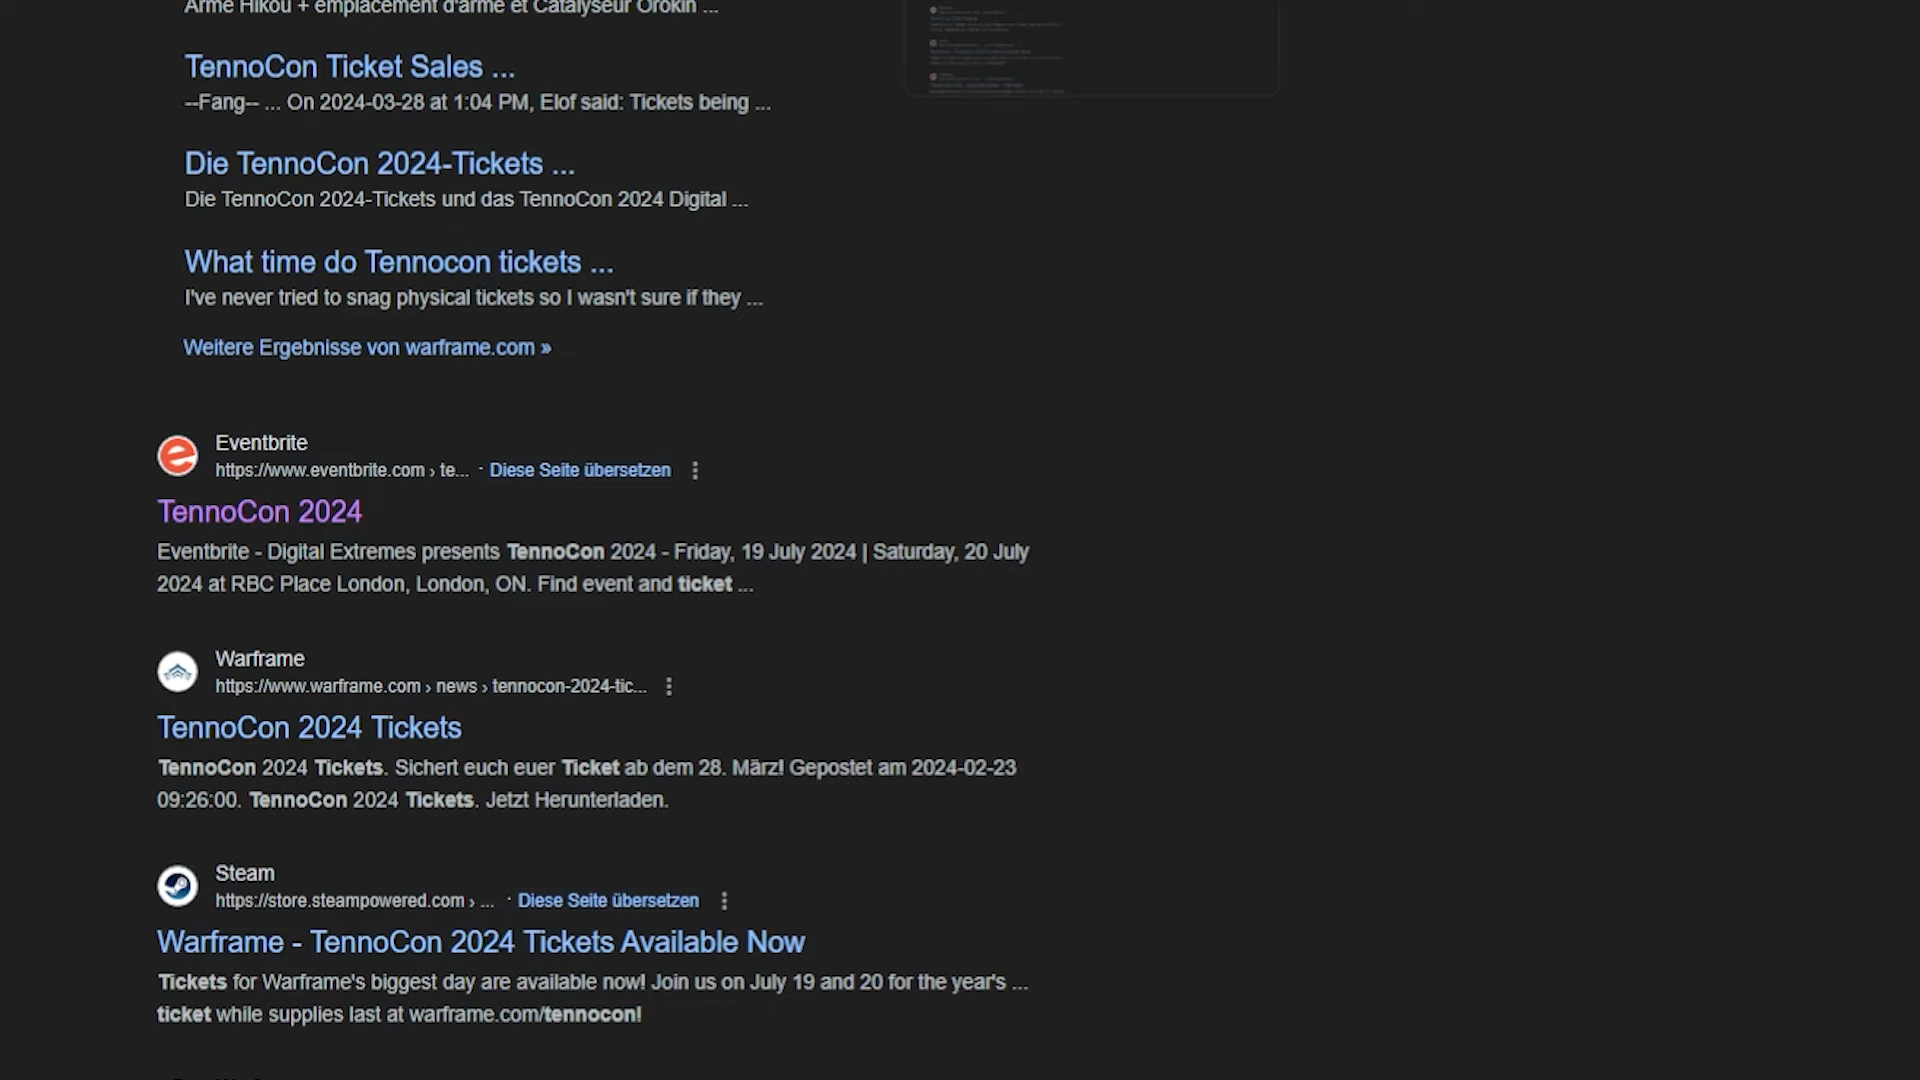 Arme Hikou + emplacement d'arme et Catalyseur Orokin ...
TennoCon Ticket Sales ...
--Fang-- ... On 2024-03-28 at 1:04 PM, Elof said: Tickets being ...
Die TennoCon 2024-Tickets ...
Die TennoCon 2024-Tickets und das TennoCon 2024 Digital ...
What time do Tennocon tickets ...
I've never tried to snag physical tickets so I wasn't sure if they ...
Weitere Ergebnisse von warframe.com »
Eventbrite
https://www.eventbrite.com › te... · Diese Seite übersetzen
TennoCon 2024
Eventbrite - Digital Extremes presents TennoCon 2024 - Friday, 19 July 2024 | Saturday, 20 July
2024 at RBC Place London, London, ON. Find event and ticket ...
Warframe
https://www.warframe.com › news › tennocon-2024-tic...
TennoCon 2024 Tickets
TennoCon 2024 Tickets. Sichert euch euer Ticket ab dem 28. März! Gepostet am 2024-02-23
09:26:00. TennoCon 2024 Tickets. Jetzt Herunterladen.
Steam
https://store.steampowered.com › ... · Diese Seite übersetzen
Warframe - TennoCon 2024 Tickets Available Now
Tickets for Warframe's biggest day are available now! Join us on July 19 and 20 for the year's ...
ticket while supplies last at warframe.com/tennocon!